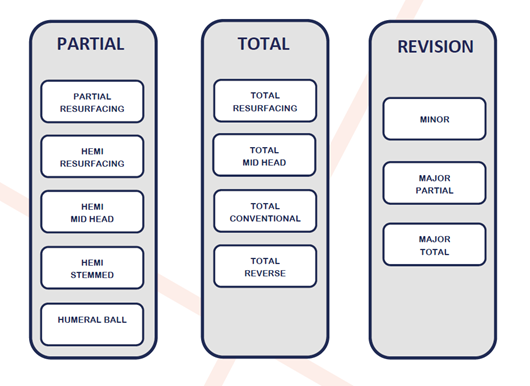 PARTIAL
PARTIAL
RESURFACING
HEMI
RESURFACING
HEMI
MID HEAD
HEMI
STEMMED
HUMERAL BALL
TOTAL
TOTAL
RESURFACING
TOTAL
MID HEAD
TOTAL
CONVENTIONAL
TOTAL
REVERSE
REVISION
MINOR
MAJOR
PARTIAL
MAJOR
TOTAL